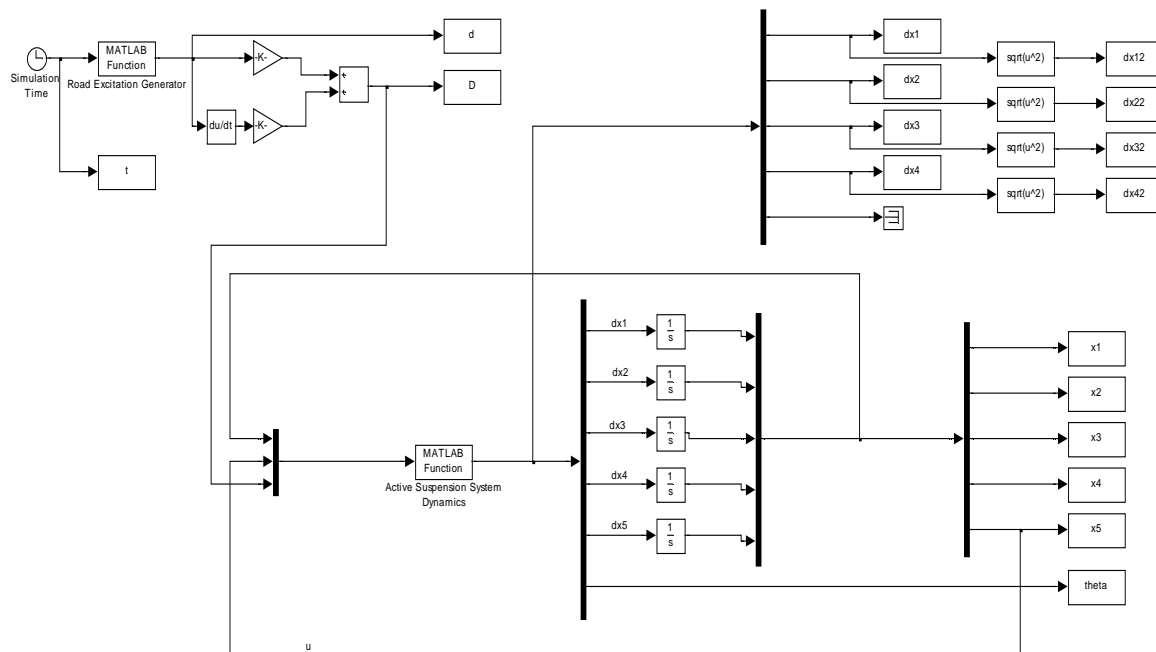 Simulation
Time
MATLAB
Function
Road Excitation Generator
-K-
du/dt
-K-
+
+
d
D
t
dx1
dx2
dx3
dx4
sqrt(u^2)
sqrt(u^2)
sqrt(u^2)
sqrt(u^2)
dx12
dx22
dx32
dx42
MATLAB
Function
Active Suspension System
Dynamics
dx1
dx2
dx3
dx4
dx5
1
s
1
s
1
s
1
s
1
s
x1
x2
x3
x4
x5
theta
u